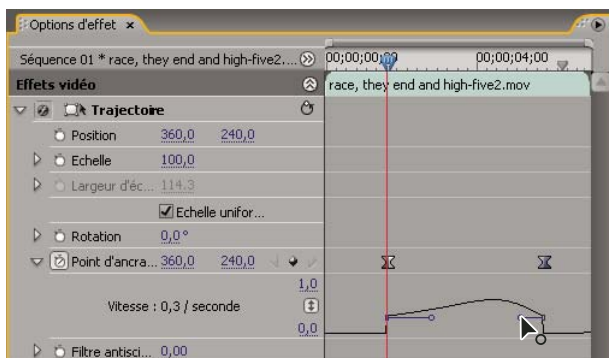 Options d'effet ×
Séquence 01 * race, they end and high-five2.... 00;00;00;00 00;00;04;00
Effets vidéo race, they end and high-five2.mov
Trajectoire
Position 360,0 240,0
Echelle 100,0
Largeur d'éc... 114.3
Echelle unifor...
Rotation 0,0°
Point d'ancra... 360,0 240,0
1,0
Vitesse : 0,3 / seconde
0,0
Filtre antisci... 0,00